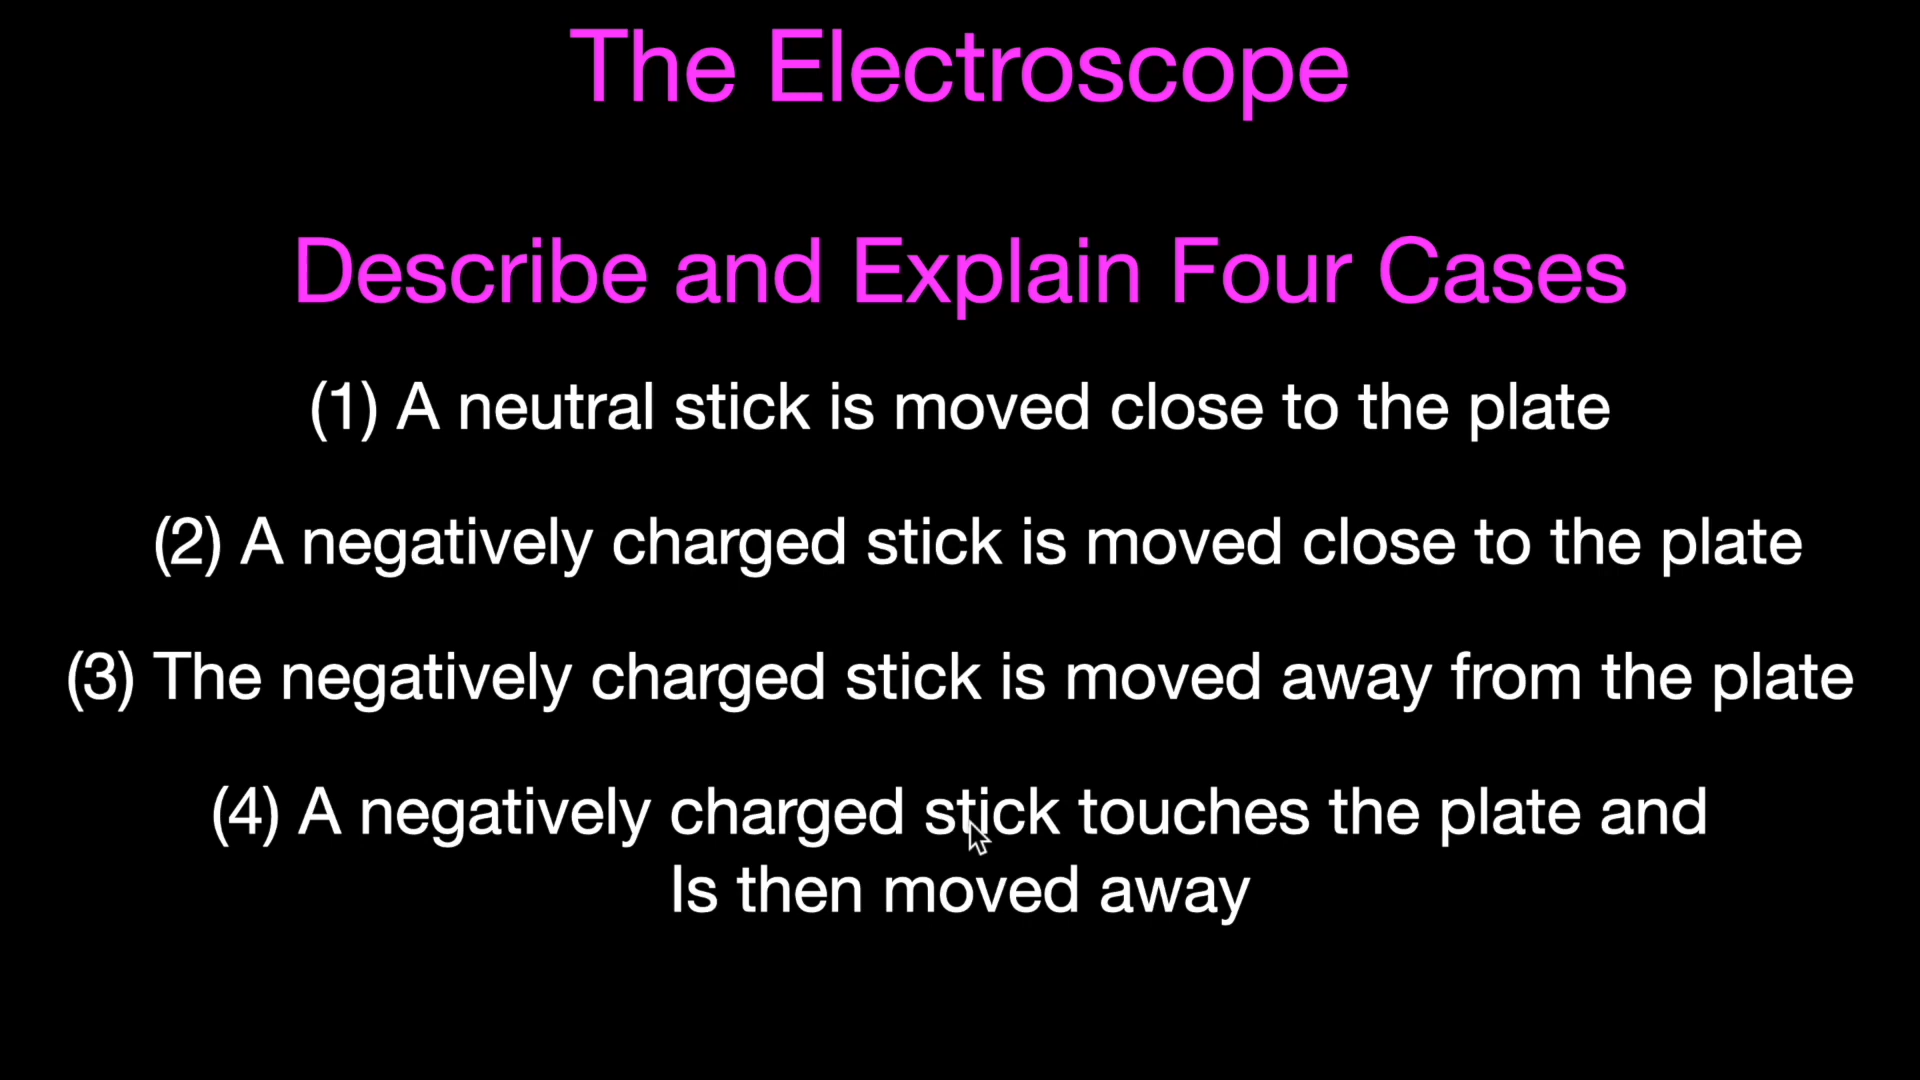 The Electroscope
Describe and Explain Four Cases
(1) A neutral stick is moved close to the plate
(2) A negatively charged stick is moved close to the plate
(3) The negatively charged stick is moved away from the plate
(4) A negatively charged stick touches the plate and
Is then moved away